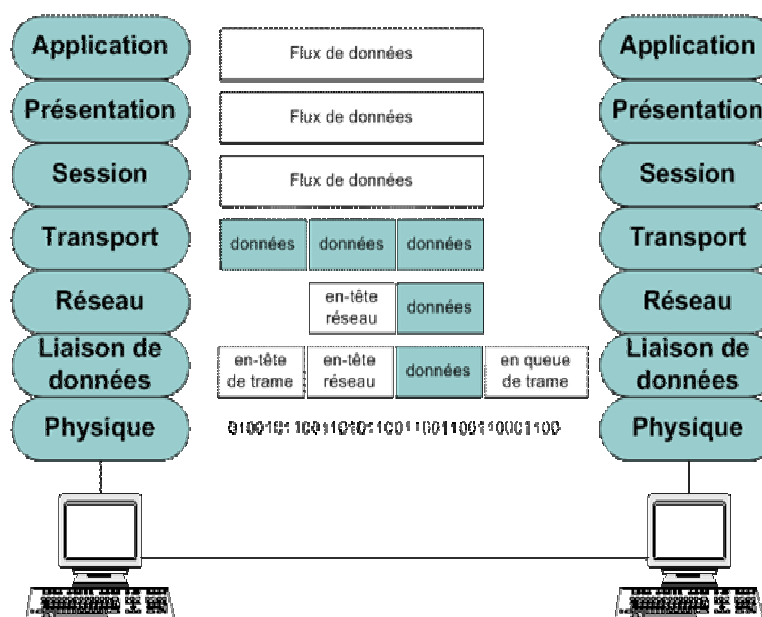 Application Flux de données Application
Présentation Flux de données Présentation
Session Flux de données Session
Transport données données données Transport
Réseau en-tête réseau données Réseau
Liaison de données en-tête de trame en-tête réseau données en queue de trame Liaison de données
Physique Physique